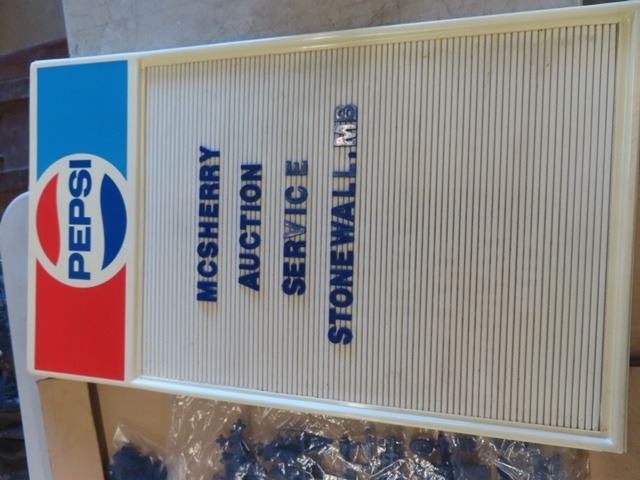 PEPSI
MCSHERRY
AUCTION
SERVICE
STONEWALL, MB